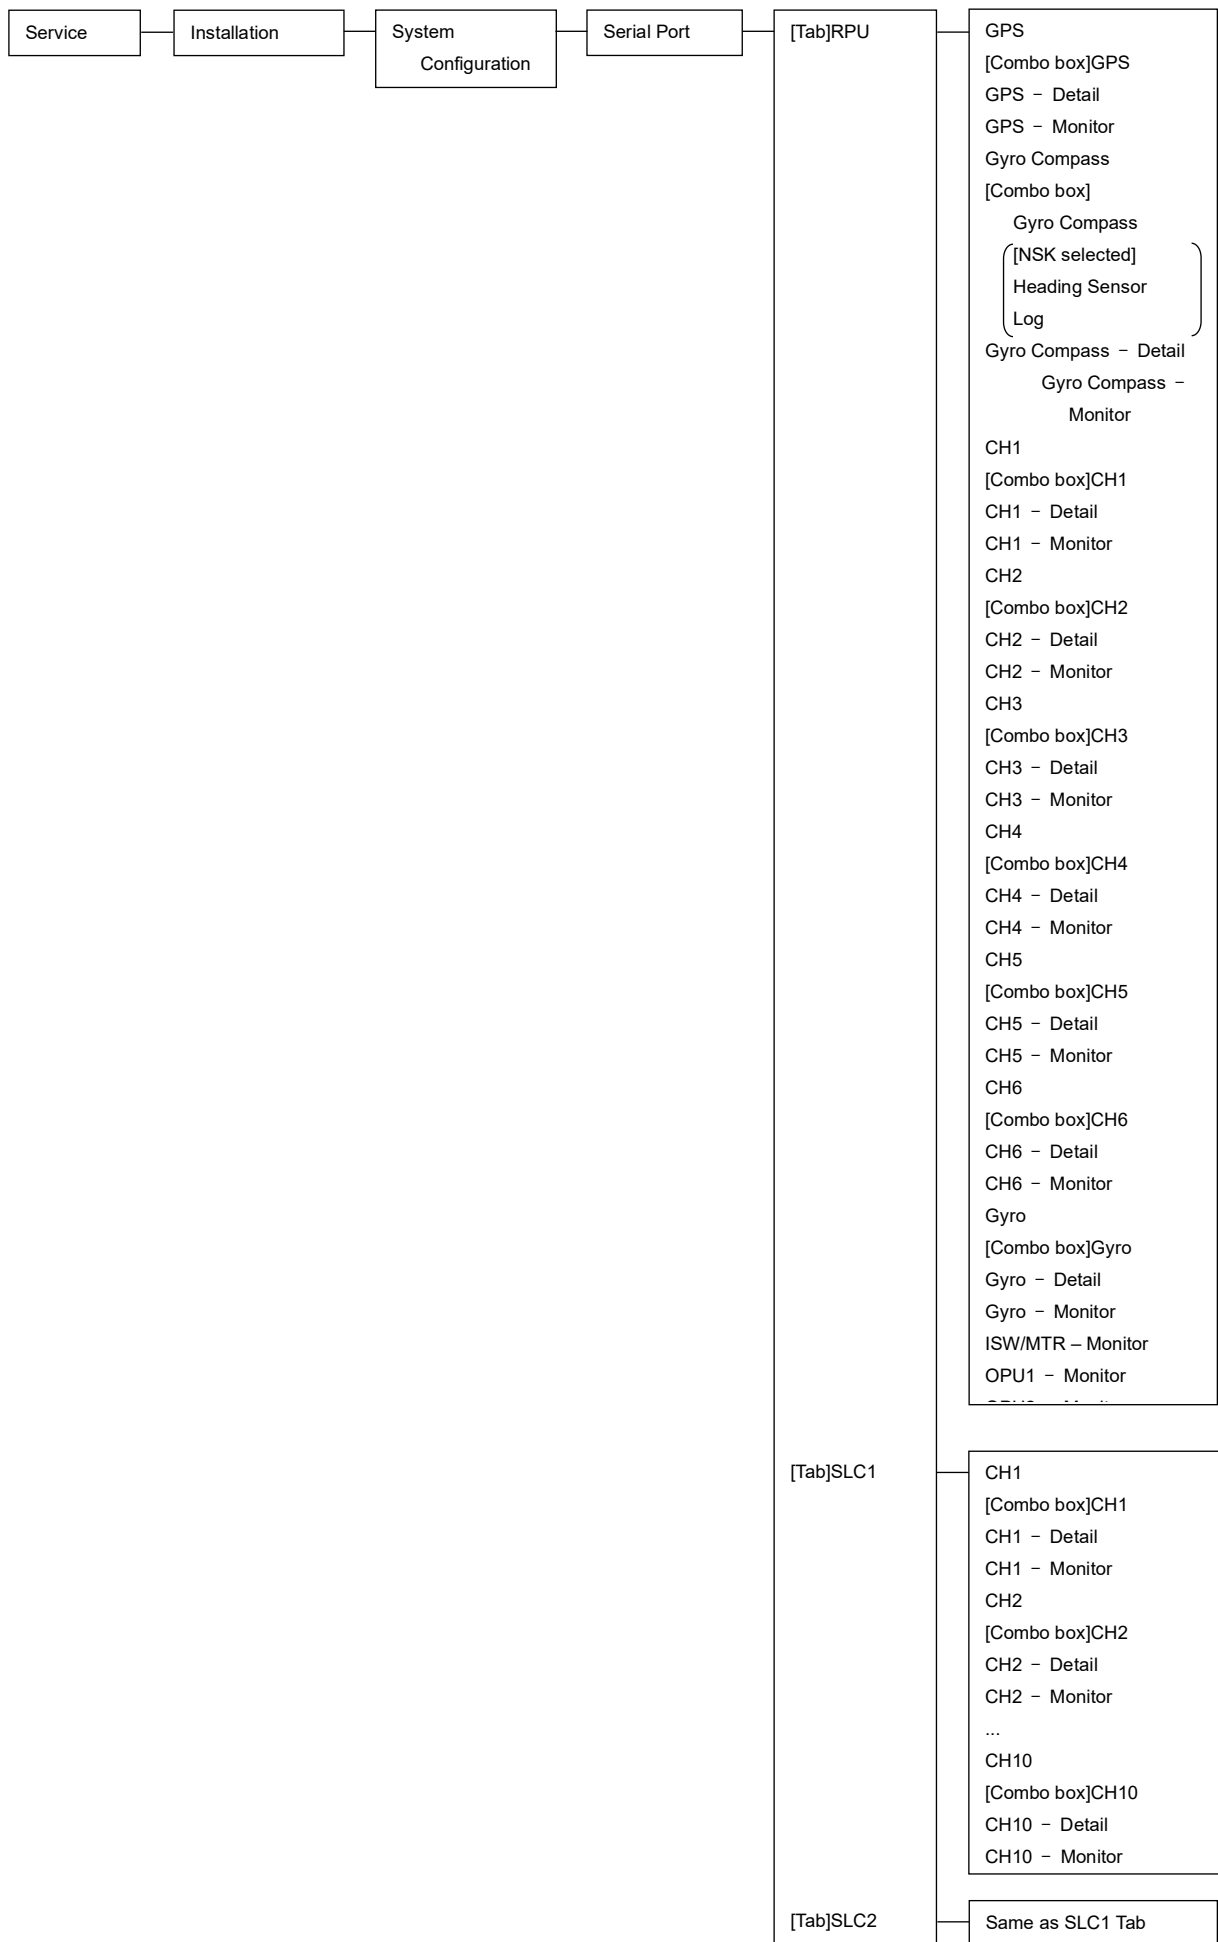 Service
Installation
System
Configuration
Serial Port
[Tab]RPU
GPS
[Combo box]GPS
GPS － Detail
GPS － Monitor
Gyro Compass
[Combo box]
Gyro Compass
[NSK selected]
Heading Sensor
Log
Gyro Compass － Detail
Gyro Compass －
Monitor
CH1
[Combo box]CH1
CH1 － Detail
CH1 － Monitor
CH2
[Combo box]CH2
CH2 － Detail
CH2 － Monitor
CH3
[Combo box]CH3
CH3 － Detail
CH3 － Monitor
CH4
[Combo box]CH4
CH4 － Detail
CH4 － Monitor
CH5
[Combo box]CH5
CH5 － Detail
CH5 － Monitor
CH6
[Combo box]CH6
CH6 － Detail
CH6 － Monitor
Gyro
[Combo box]Gyro
Gyro － Detail
Gyro － Monitor
ISW/MTR – Monitor
OPU1 － Monitor
[Tab]SLC1
CH1
[Combo box]CH1
CH1 － Detail
CH1 － Monitor
CH2
[Combo box]CH2
CH2 － Detail
CH2 － Monitor
...
CH10
[Combo box]CH10
CH10 － Detail
CH10 － Monitor
[Tab]SLC2
Same as SLC1 Tab